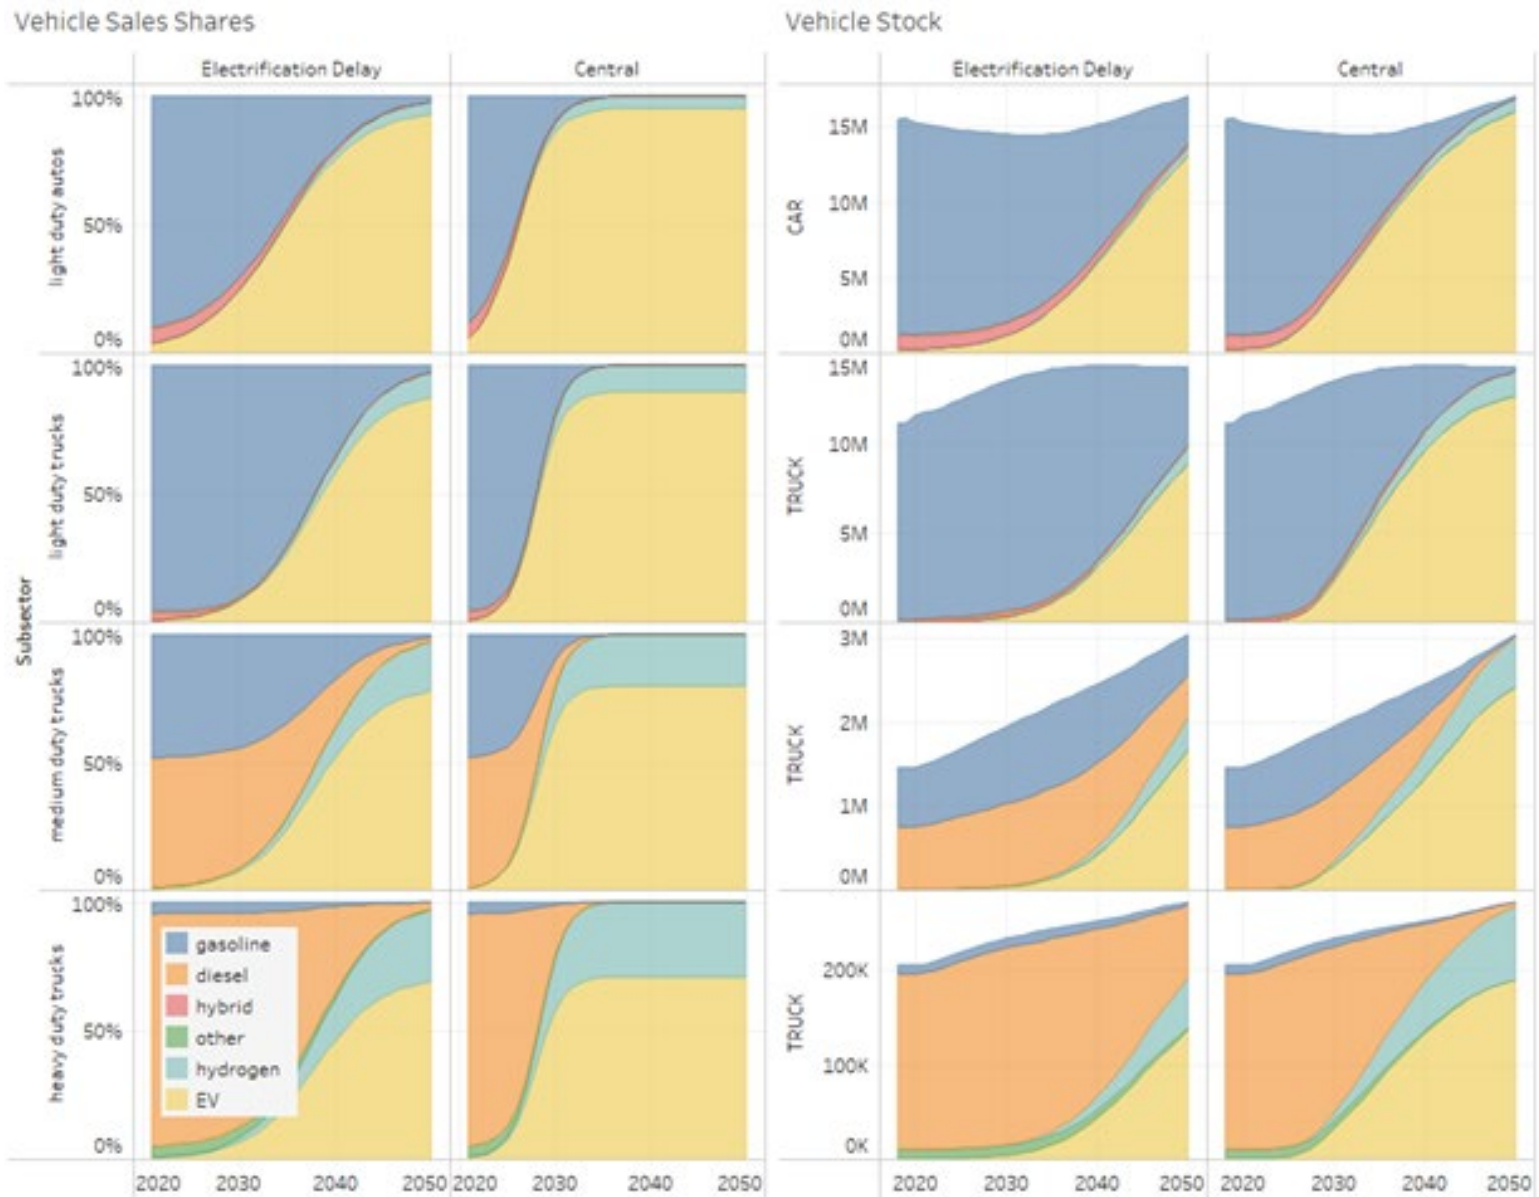 Vehicle Sales Shares
Electrification Delay
Central
Subsector
light duty autos
100%
50%
0%
light duty trucks
100%
50%
0%
medium duty trucks
100%
50%
0%
heavy duty trucks
100%
50%
0%
gasoline
diesel
hybrid
other
hydrogen
EV
2020 2030 2040 2050
2020 2030 2040 2050
Vehicle Stock
Electrification Delay
Central
CAR
15M
10M
5M
0M
TRUCK
15M
10M
5M
0M
TRUCK
3M
2M
1M
0M
TRUCK
200K
100K
0K
2020 2030 2040 2050
2020 2030 2040 2050